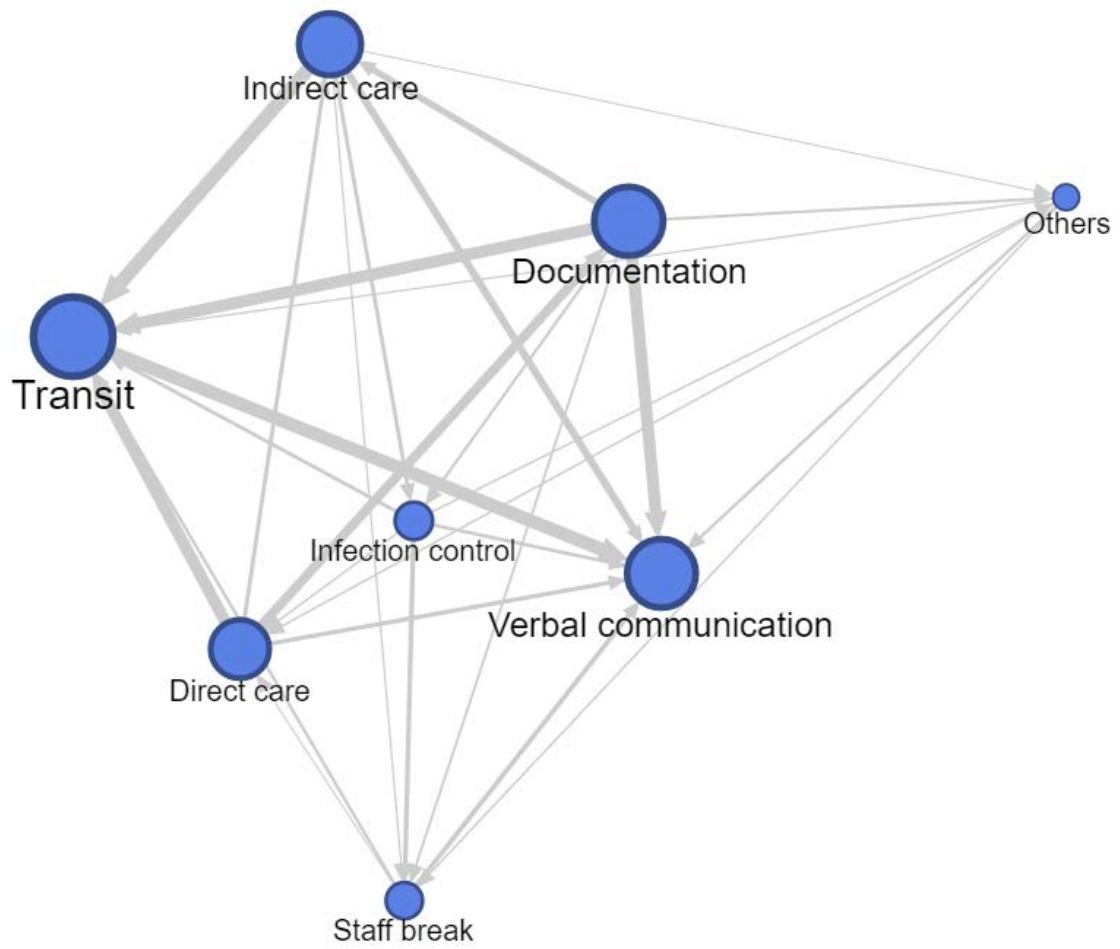 Indirect care
Others
Documentation
Transit
Infection control
Verbal communication
Direct care
Staff break